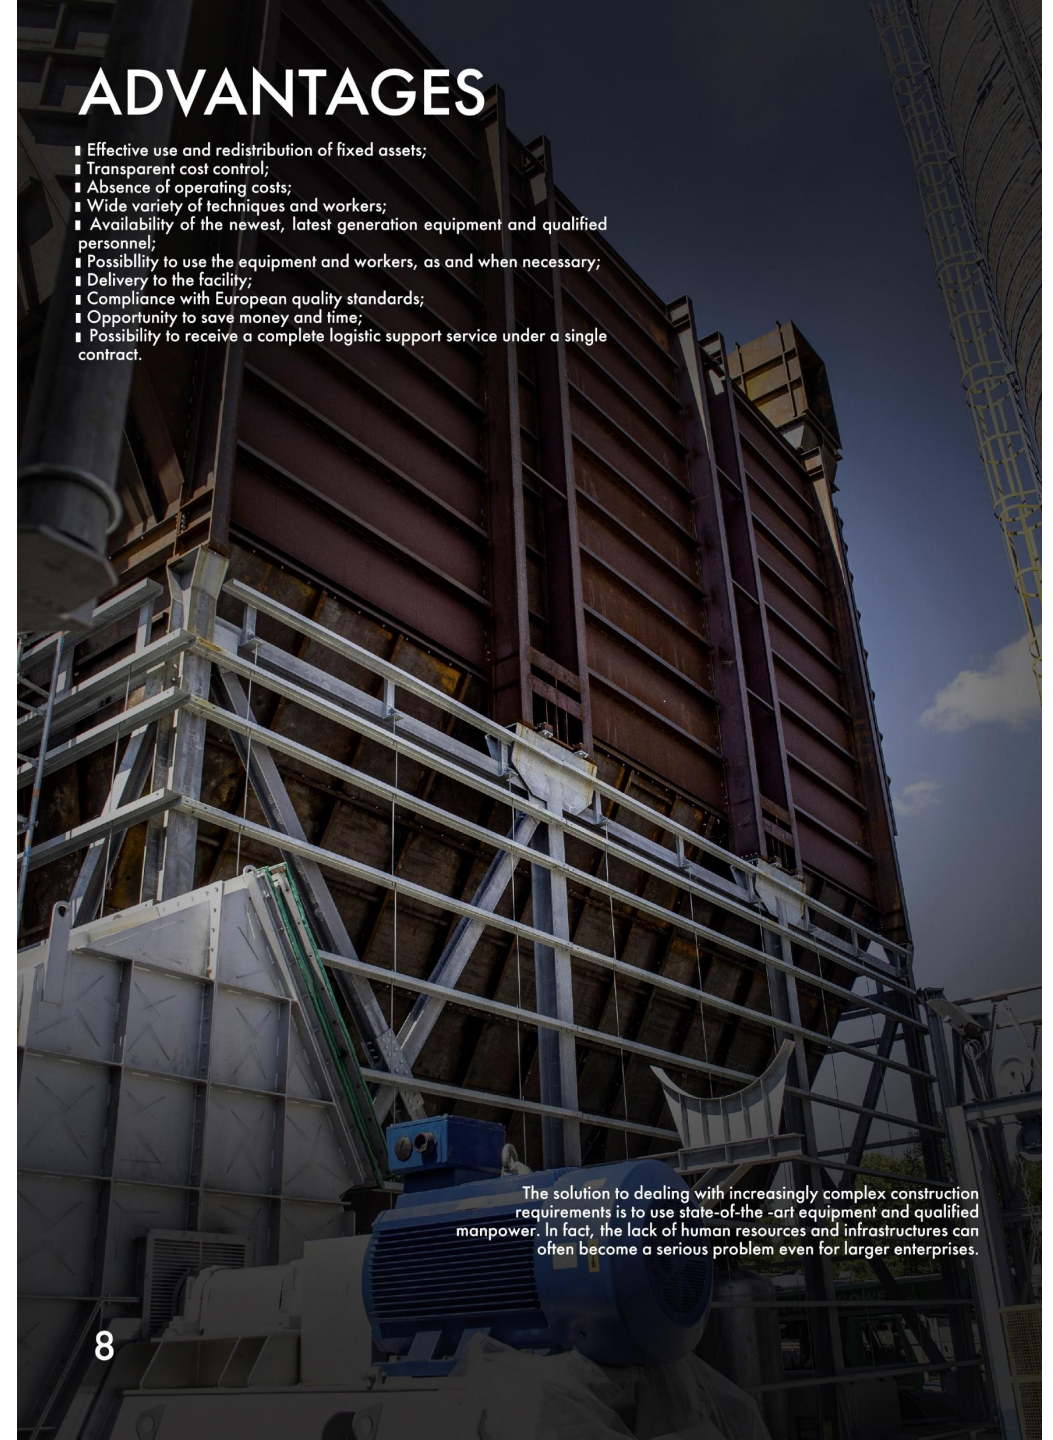 ADVANTAGES
▮ Effective use and redistribution of fixed assets;
▮ Transparent cost control;
▮ Absence of operating costs;
▮ Wide variety of techniques and workers;
▮ Availability of the newest, latest generation equipment and qualified
personnel;
▮ Possibllity to use the equipment and workers, as and when necessary;
▮ Delivery to the facility;
▮ Compliance with European quality standards;
▮ Opportunity to save money and time;
▮ Possibility to receive a complete logistic support service under a single
contract.
The solution to dealing with increasingly complex construction
requirements is to use state-of-the -art equipment and qualified
manpower. In fact, the lack of human resources and infrastructures can
often become a serious problem even for larger enterprises.
8